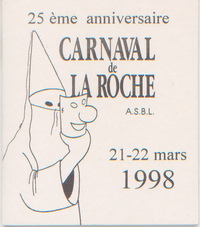 25 ème anniversaire
CARNAVAL
de
LA ROCHE
A.S.B.L.
21-22 mars
1998